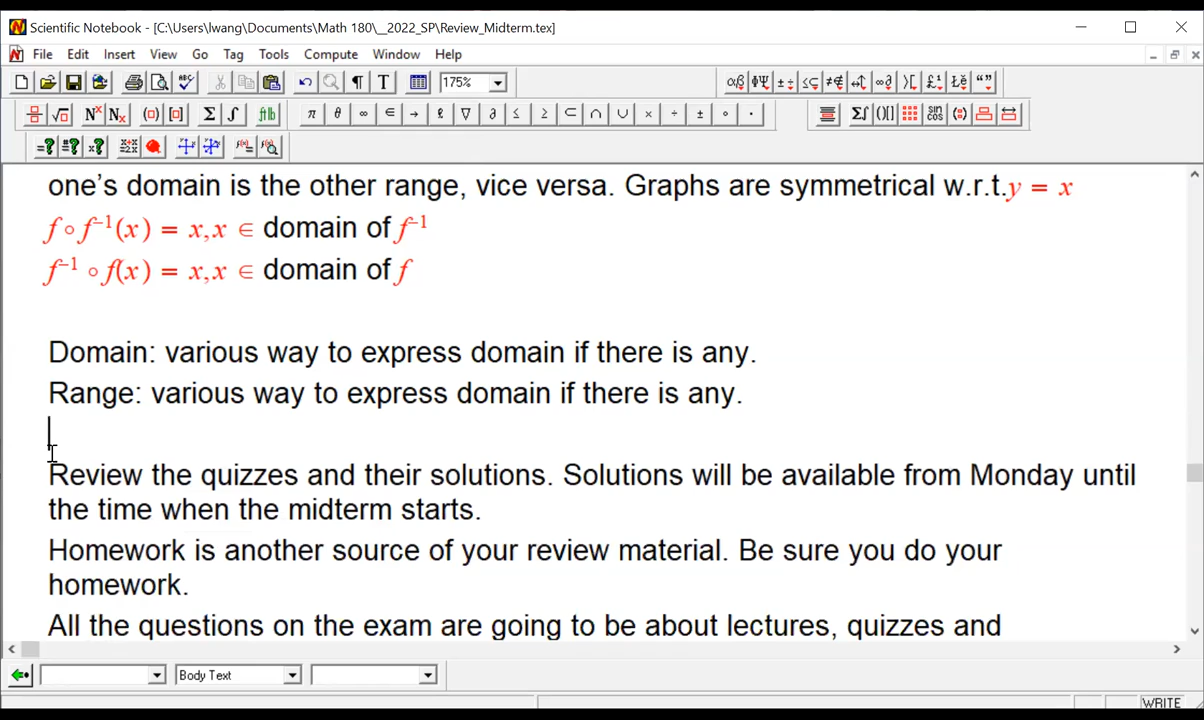 Scientific Notebook - [C:\Users\lwang\Documents\Math 180\__2022_SP\Review_Midterm.tex]
File Edit Insert View Go Tag Tools Compute Window Help
175%
one's domain is the other range, vice versa. Graphs are symmetrical w.r.t. y = x
f ∘ f⁻¹(x) = x, x ∈ domain of f⁻¹
f⁻¹ ∘ f(x) = x, x ∈ domain of f
Domain: various way to express domain if there is any.
Range: various way to express domain if there is any.
Review the quizzes and their solutions. Solutions will be available from Monday until
the time when the midterm starts.
Homework is another source of your review material. Be sure you do your
homework.
All the questions on the exam are going to be about lectures, quizzes and
Body Text
WRITE